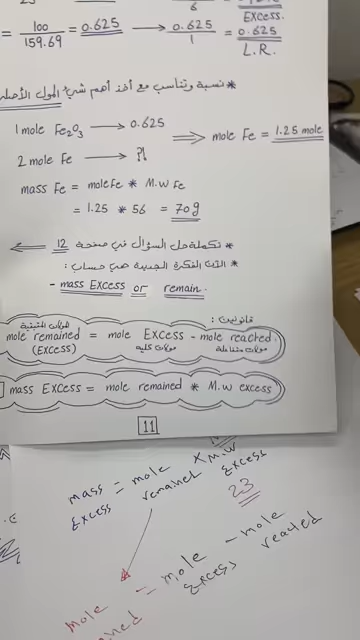 6
Excess.
= 100/159.69 = 0.625 → 0.625/1 = 0.625
L.R.
* نسبة وتناسب مع أخذ أهم شيء المول الأصلي
1 mole Fe₂O₃ → 0.625
⇒ mole Fe = 1.25 mole
2 mole Fe → ؟؟
mass Fe = mole Fe * M.W Fe
= 1.25 * 56 = 70 g
* تكملة حل السؤال في صفحة 12 ←
* الآن الفكرة الجديدة هي حساب :
- mass Excess or remain.
قانونين :
المولات المتبقية
mole remained = mole Excess - mole reacted
(Excess) مولات كلية مولات متفاعلة
mass Excess = mole remained * M.W excess
11
mass = mole × M.W
Excess remained Excess
23
mole = mole - mole
excess reacted